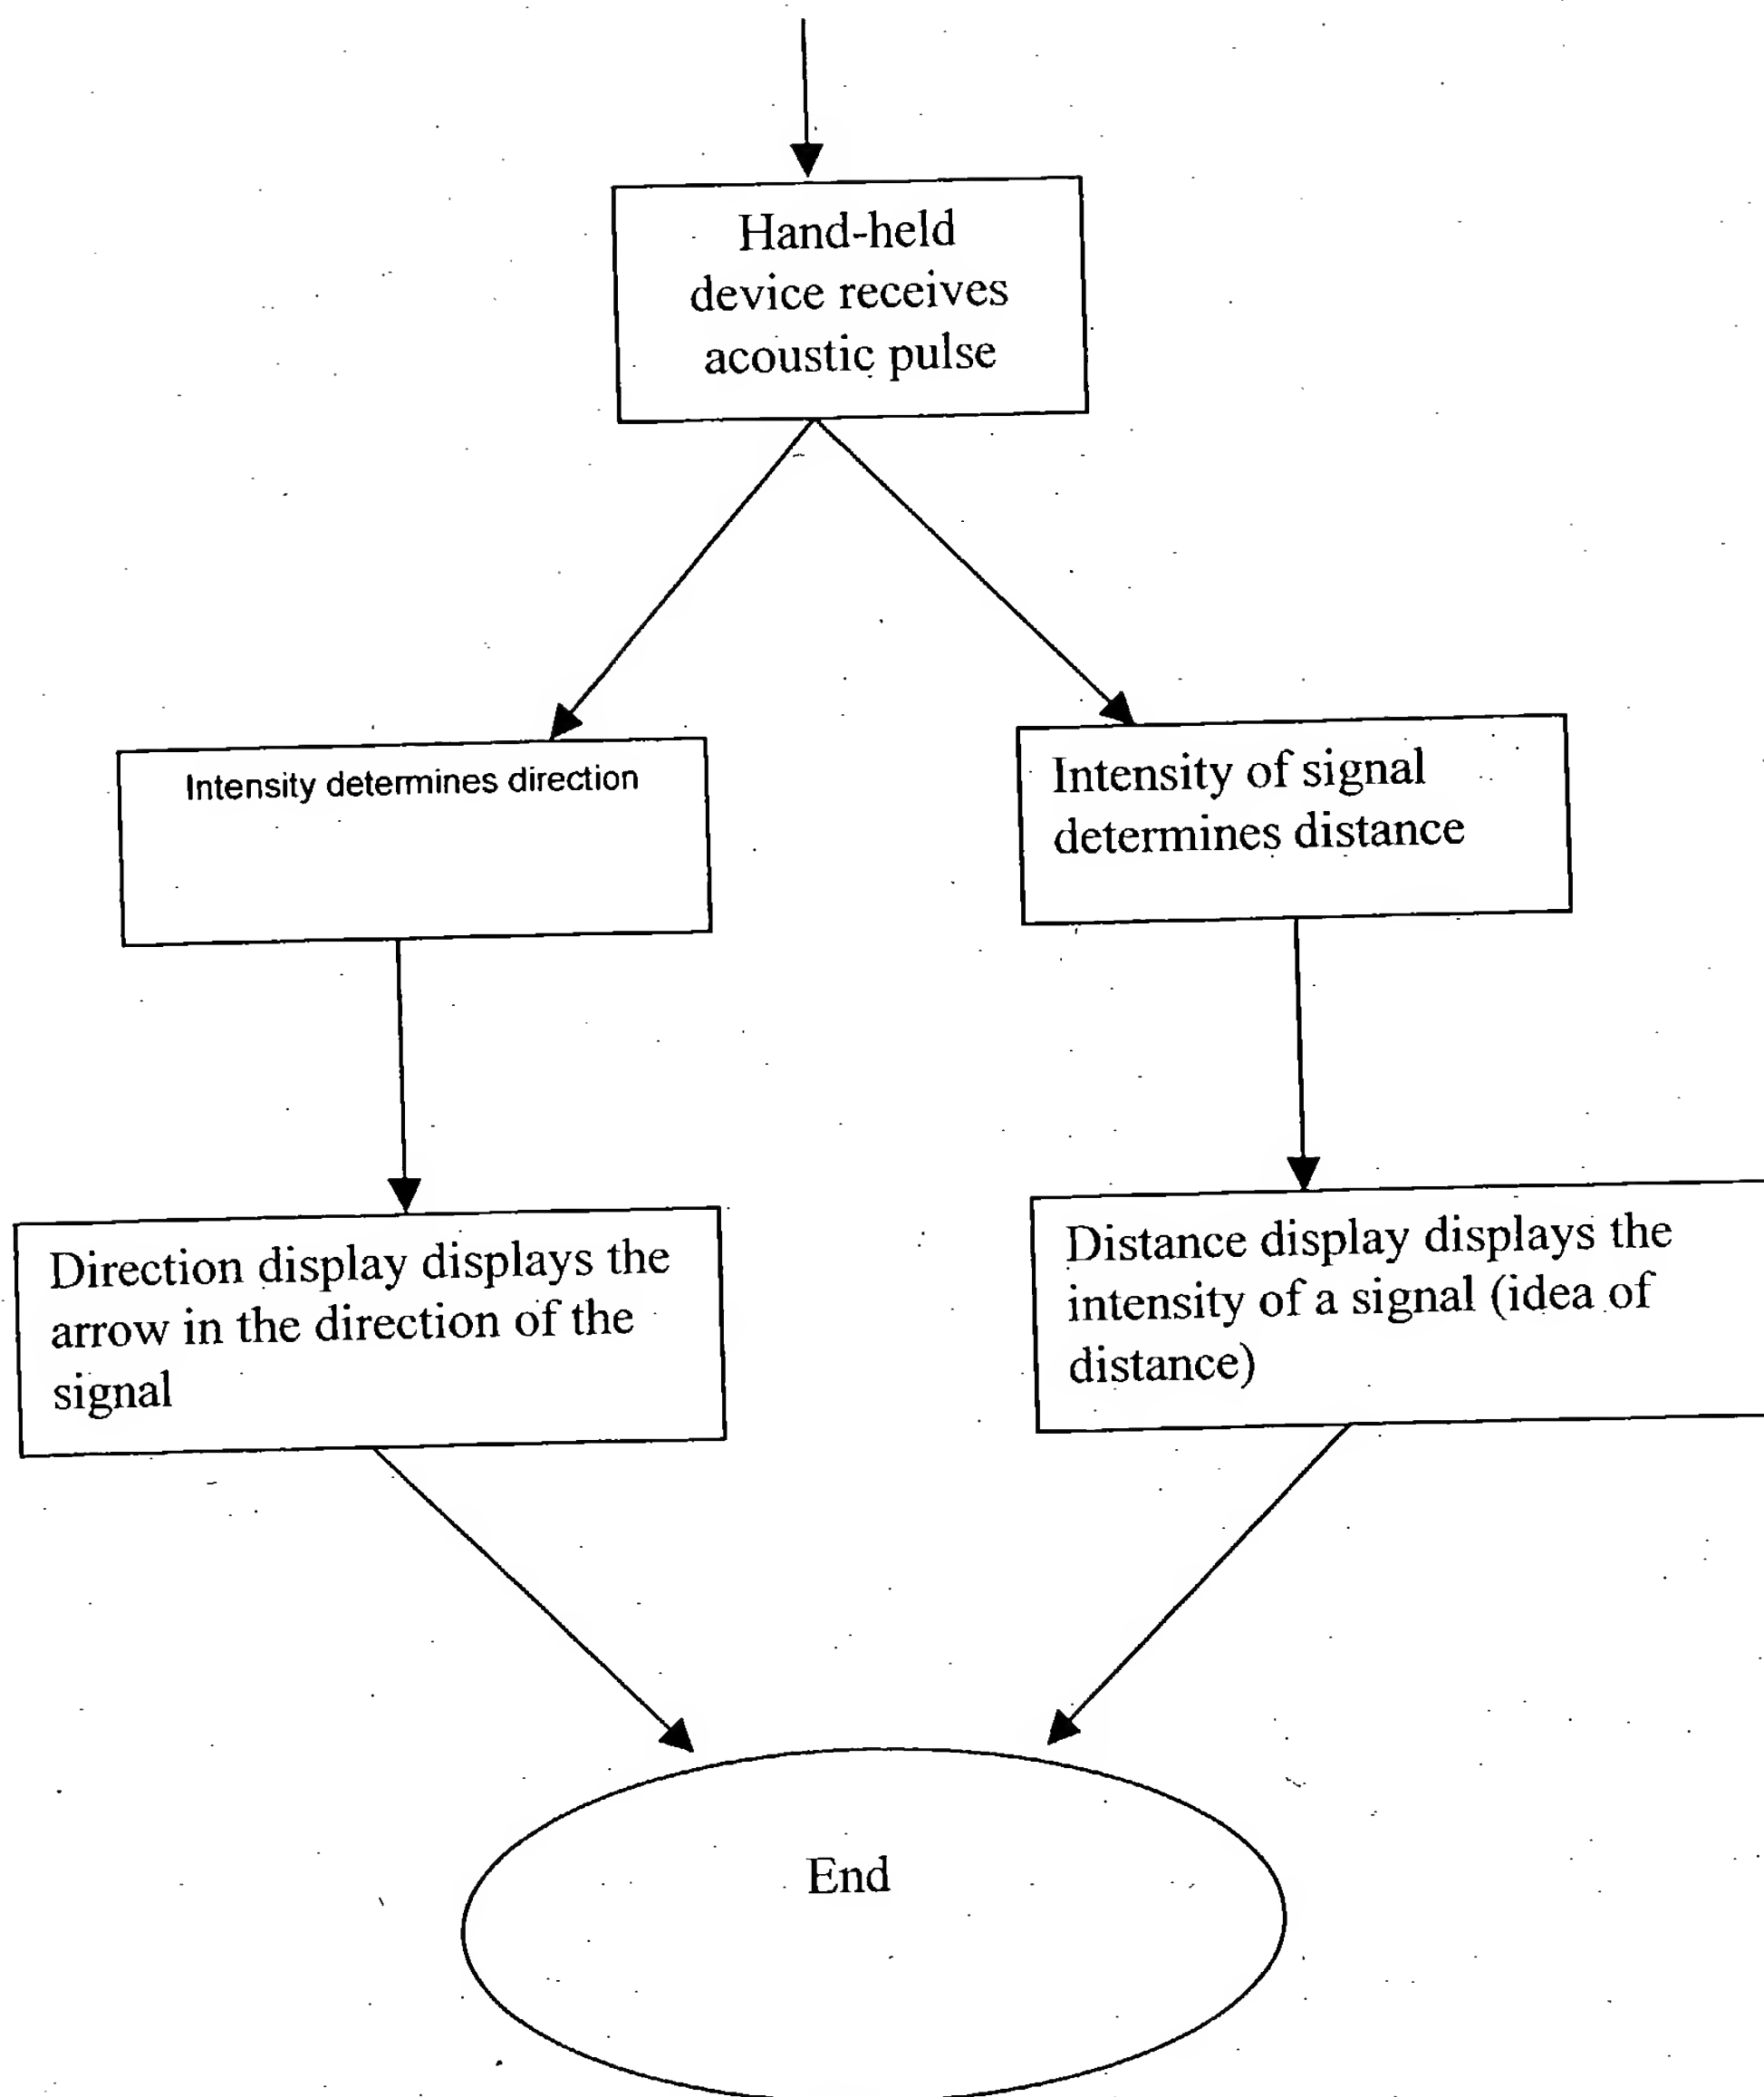 Hand-held
device receives
acoustic pulse
Intensity determines direction
Intensity of signal
determines distance
Direction display displays the
arrow in the direction of the
signal
Distance display displays the
intensity of a signal (idea of
distance)
End